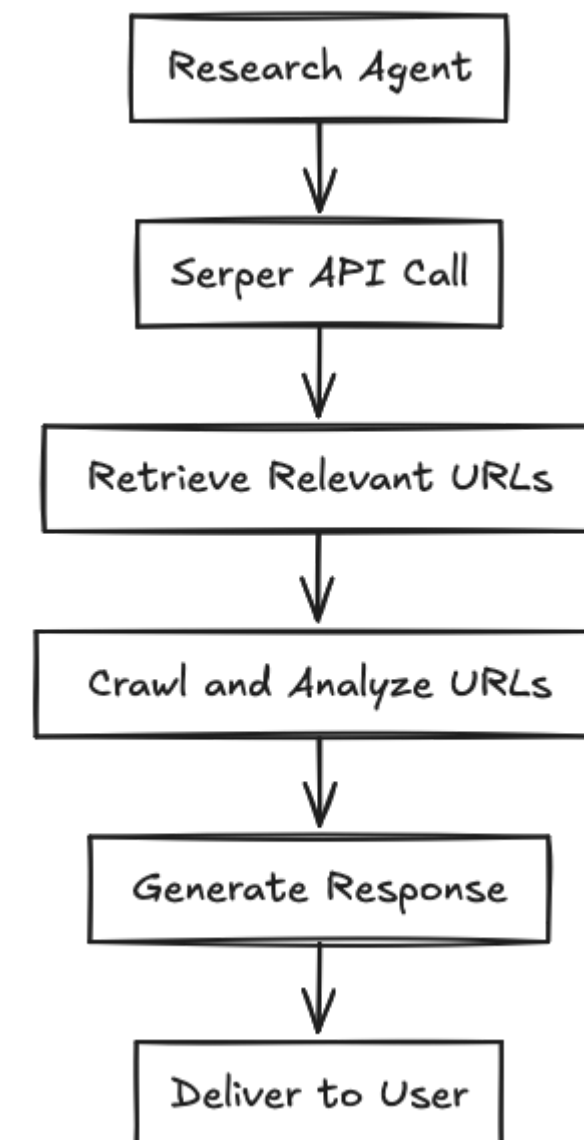 Research Agent
Serper API Call
Retrieve Relevant URLs
Crawl and Analyze URLs
Generate Response
Deliver to User